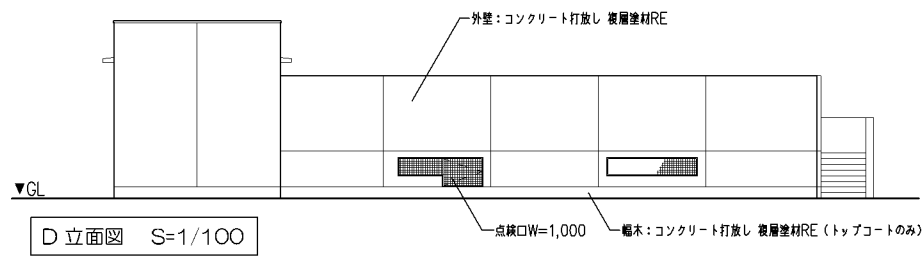 外壁：コンクリート打放し 複層塗材RE
▼GL
点検口W=1,000
幅木：コンクリート打放し 複層塗材RE（トップコートのみ）
D 立面図 S=1/100